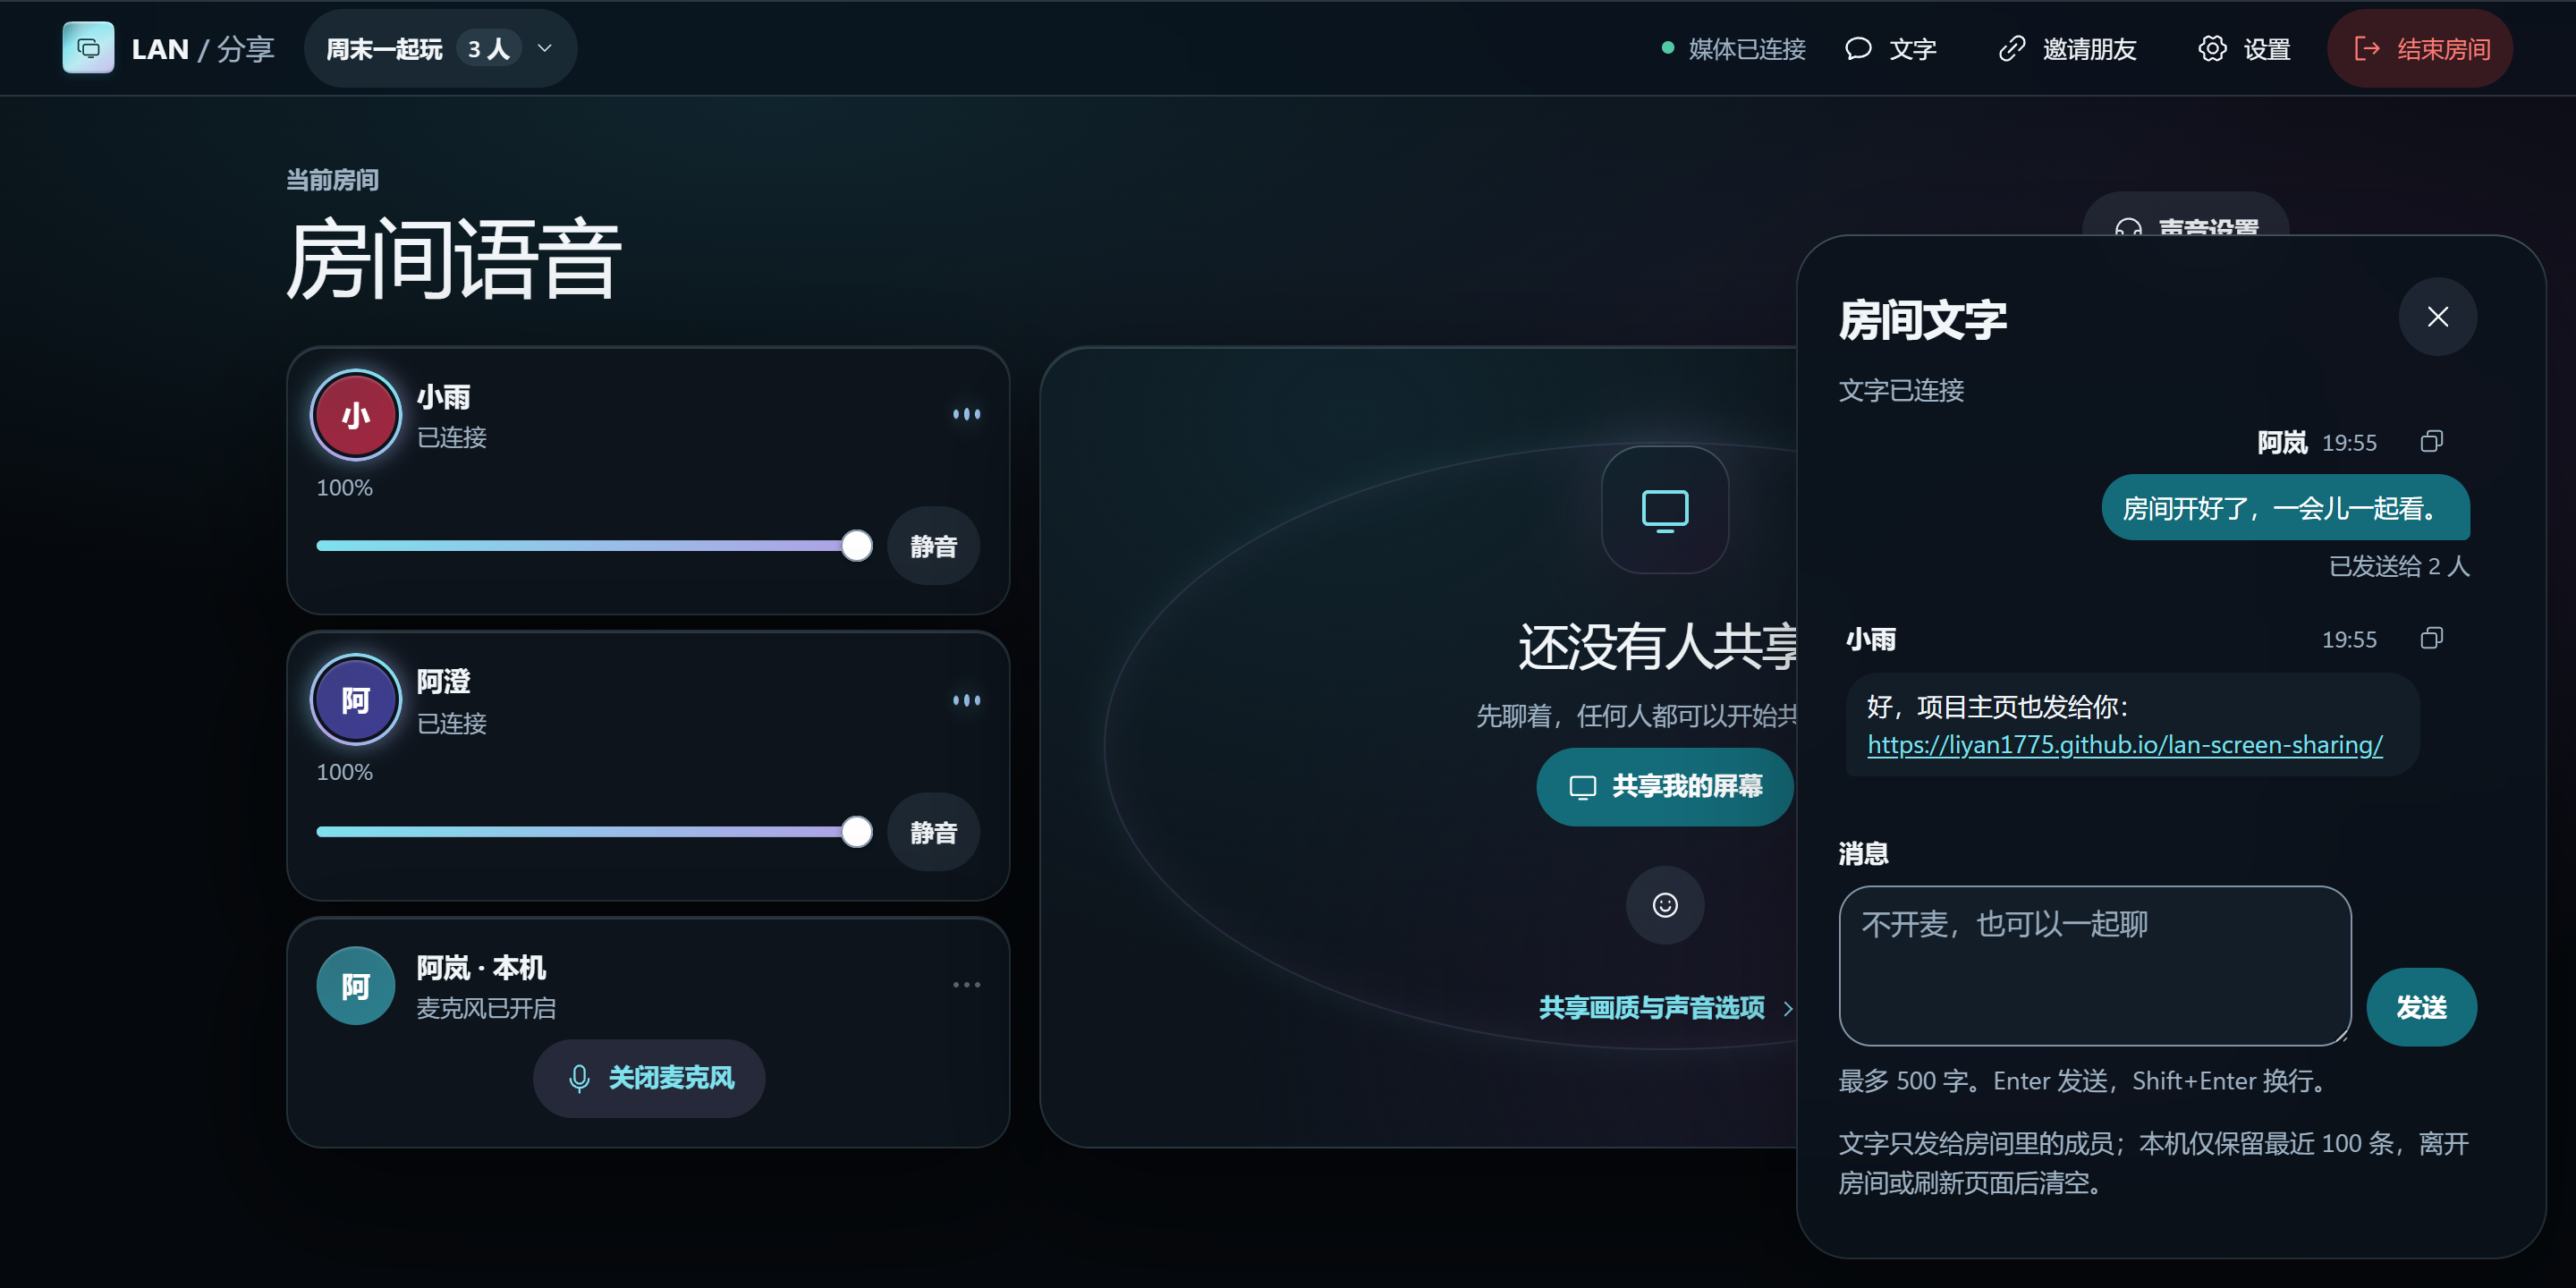 LAN / 分享
周末一起玩 3 人
媒体已连接
文字
邀请朋友
设置
结束房间
当前房间
房间语音
声音设置
小
小雨
已连接
100%
静音
阿
阿澄
已连接
100%
静音
阿
阿岚 · 本机
麦克风已开启
关闭麦克风
还没有人共享
先聊着，任何人都可以开始共
共享我的屏幕
共享画质与声音选项
房间文字
文字已连接
阿岚 19:55
房间开好了，一会儿一起看。
已发送给 2 人
小雨 19:55
好，项目主页也发给你：
https://liyan1775.github.io/lan-screen-sharing/
消息
不开麦，也可以一起聊
发送
最多 500 字。Enter 发送，Shift+Enter 换行。
文字只发给房间里的成员；本机仅保留最近 100 条，离开
房间或刷新页面后清空。